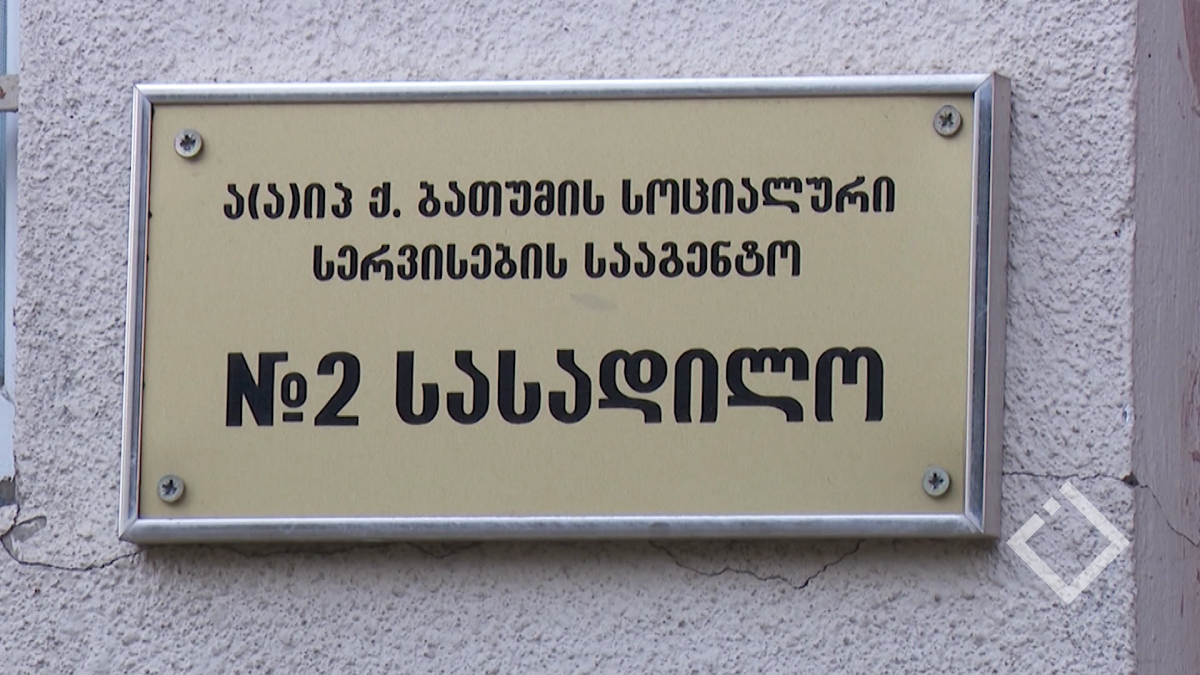 ა(ა)იპ ქ. ბათუმის სოციალური
სერვისების სააგენტო
№2 სასადილო